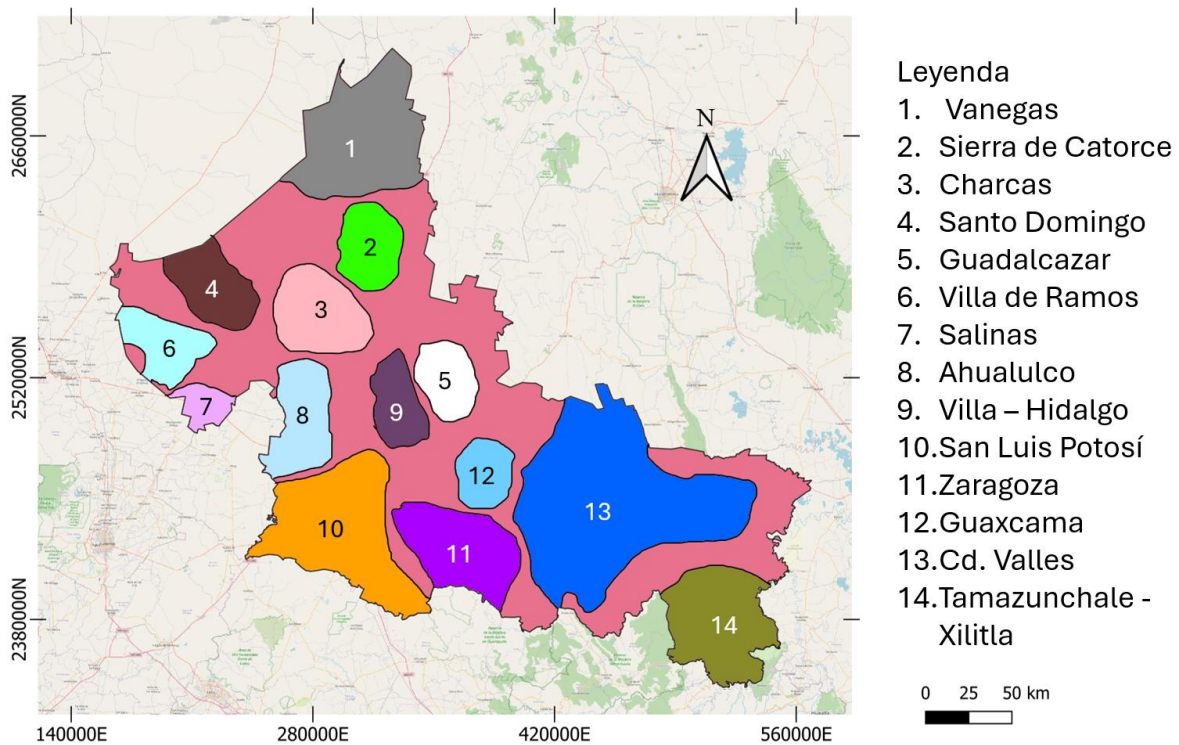 N
2660000N
2520000N
2380000N
140000E
280000E
420000E
560000E
1
2
3
4
5
6
7
8
9
10
11
12
13
14
Leyenda
1. Vanegas
2. Sierra de Catorce
3. Charcas
4. Santo Domingo
5. Guadalcazar
6. Villa de Ramos
7. Salinas
8. Ahualulco
9. Villa – Hidalgo
10.San Luis Potosí
11.Zaragoza
12.Guaxcama
13.Cd. Valles
14.Tamazunchale -
Xilitla
0 25 50 km